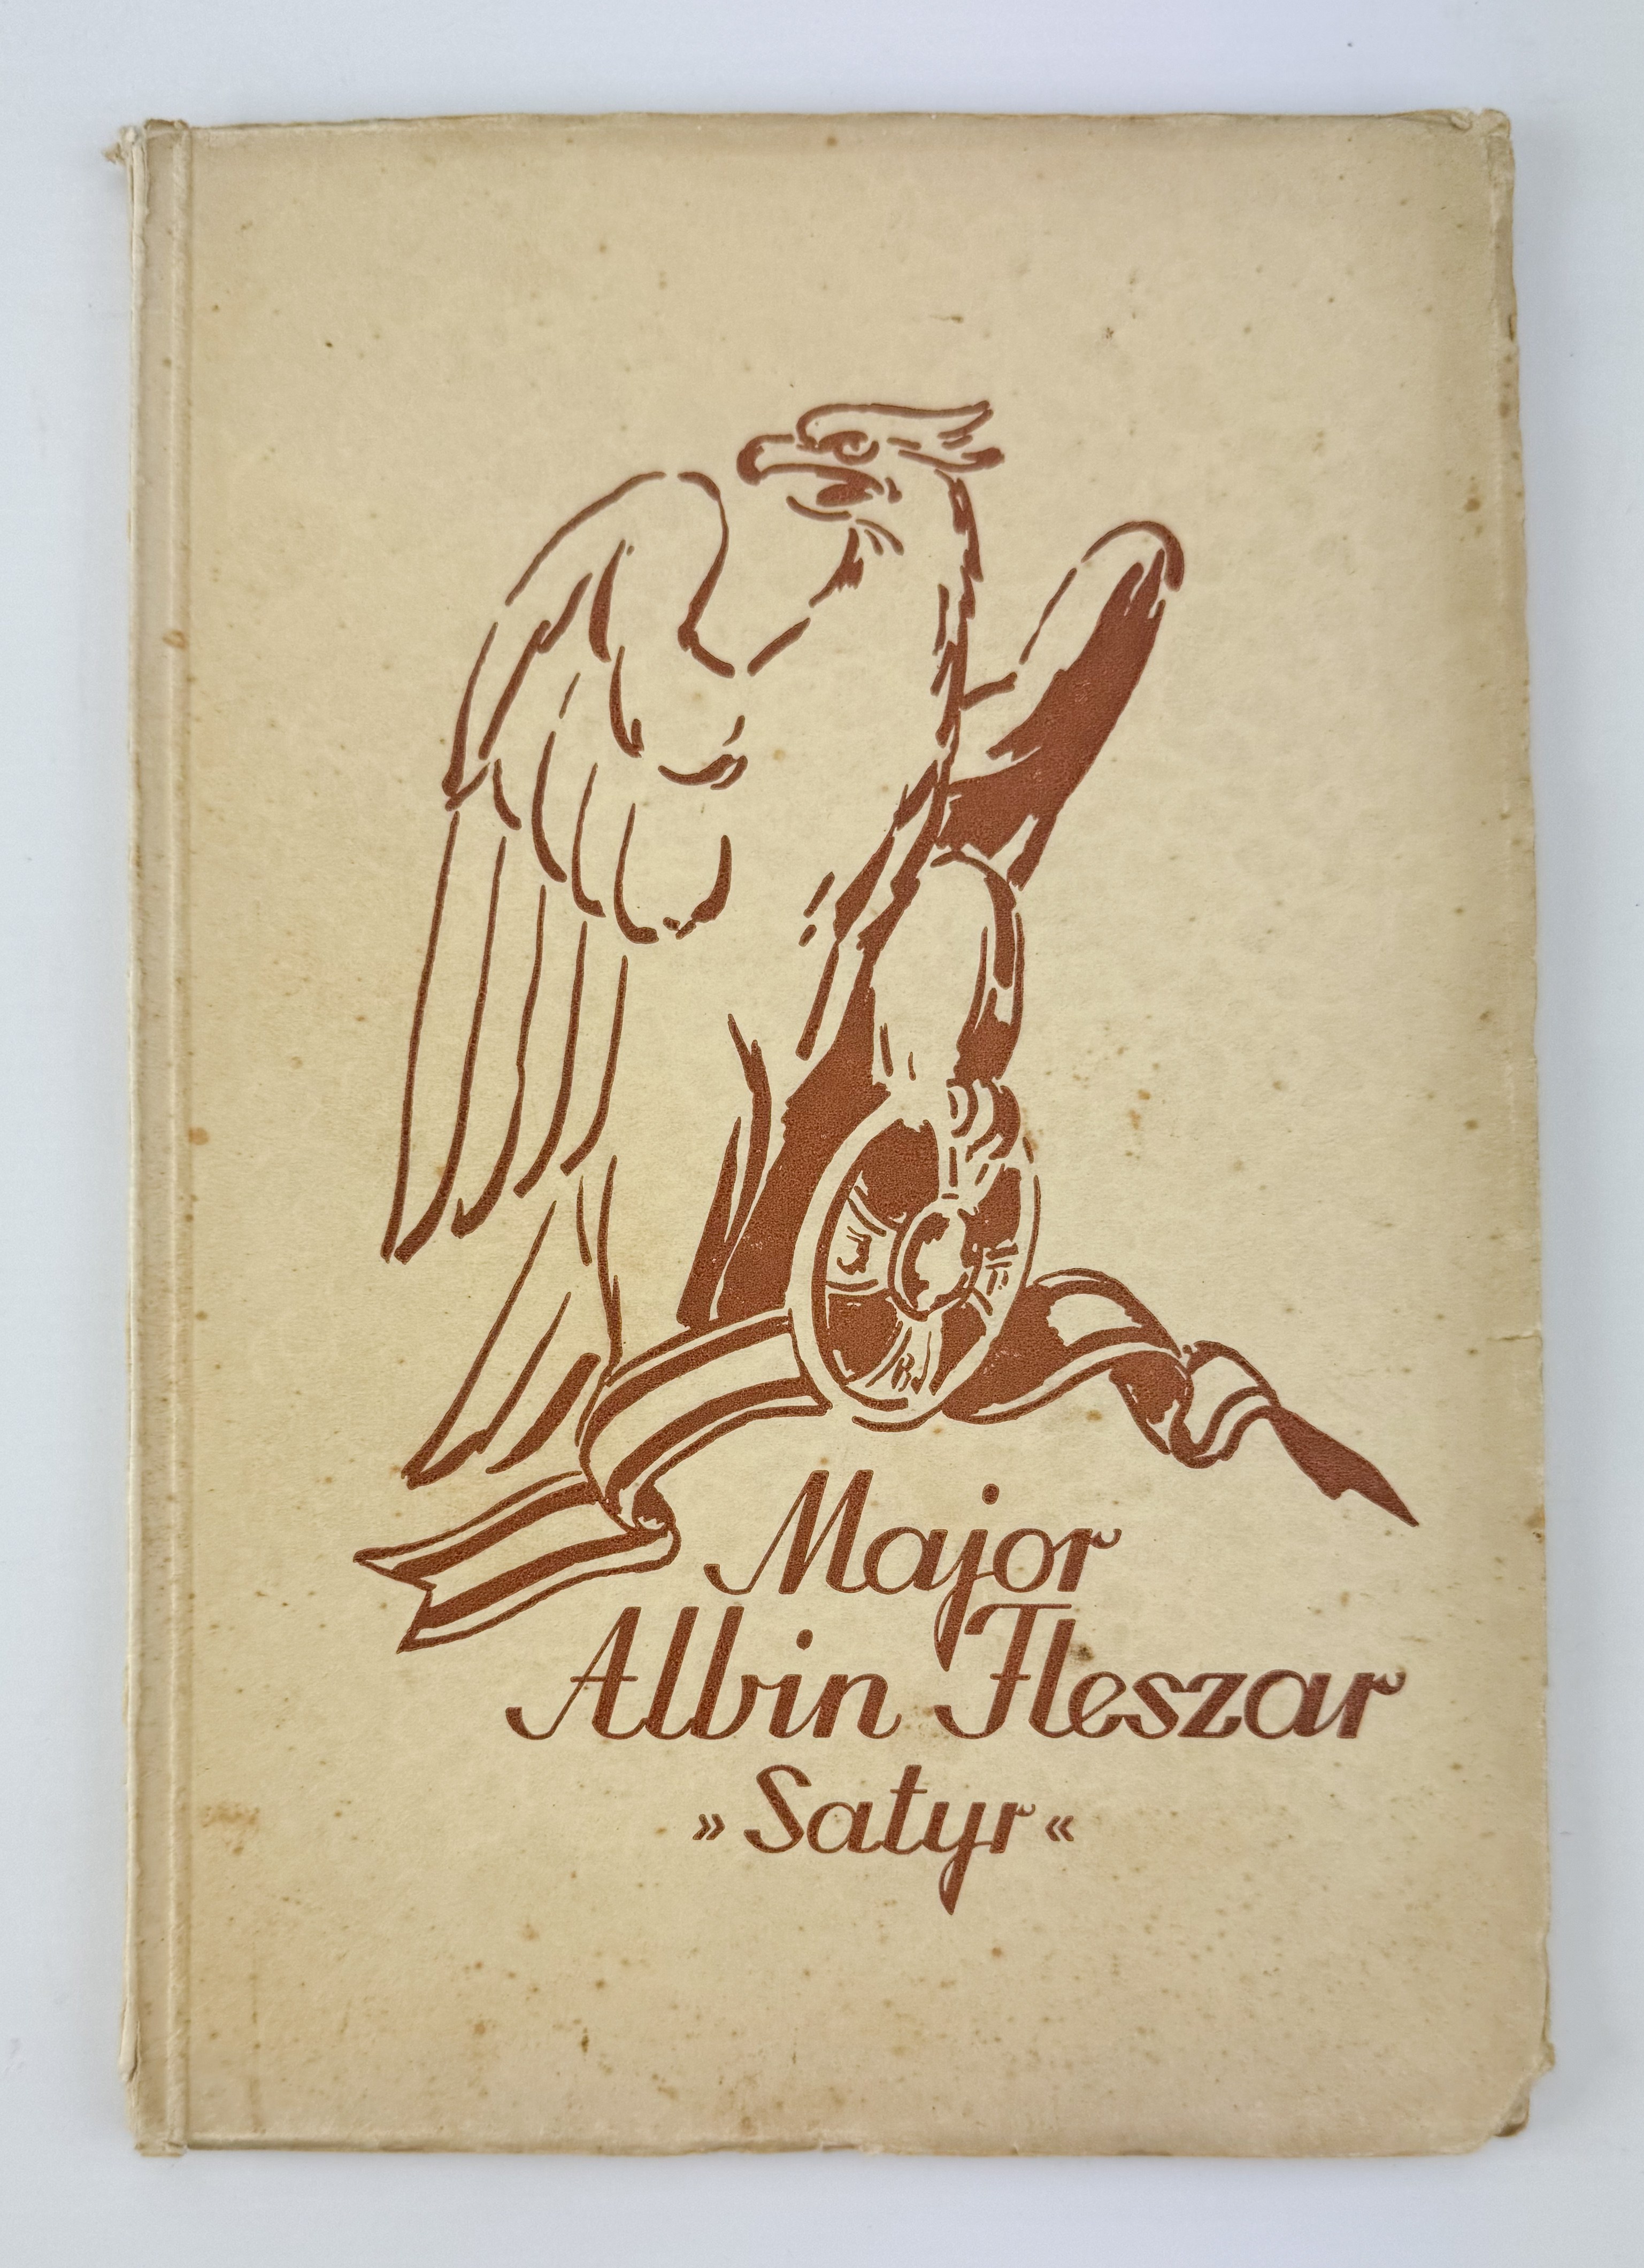 Major
Albin Fleszar
»Satyr«